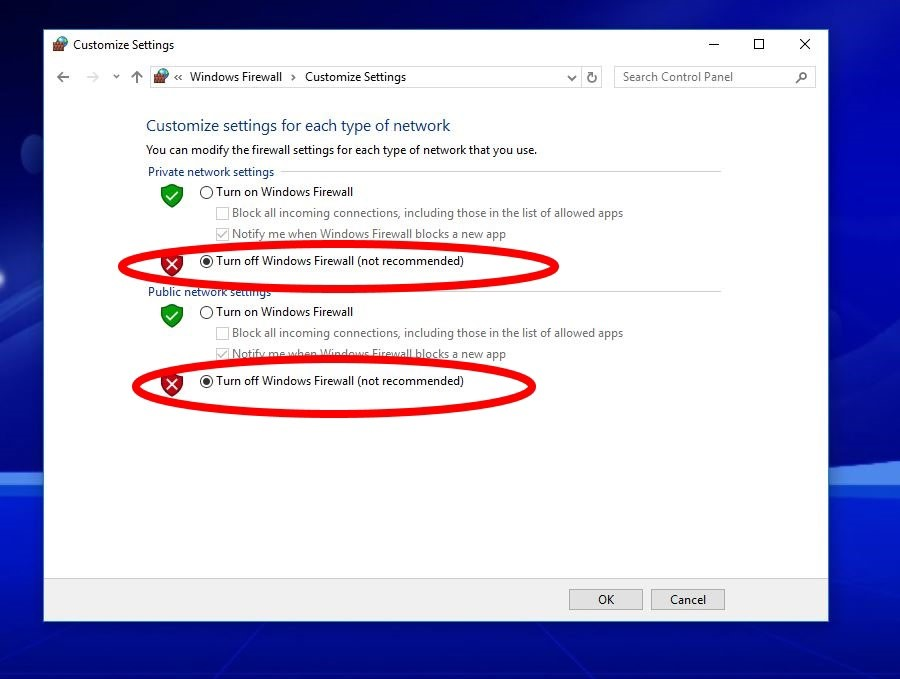 Customize Settings
« Windows Firewall › Customize Settings
Search Control Panel
Customize settings for each type of network
You can modify the firewall settings for each type of network that you use.
Private network settings
Turn on Windows Firewall
Block all incoming connections, including those in the list of allowed apps
Notify me when Windows Firewall blocks a new app
Turn off Windows Firewall (not recommended)
Public network settings
Turn on Windows Firewall
Block all incoming connections, including those in the list of allowed apps
Notify me when Windows Firewall blocks a new app
Turn off Windows Firewall (not recommended)
OK
Cancel